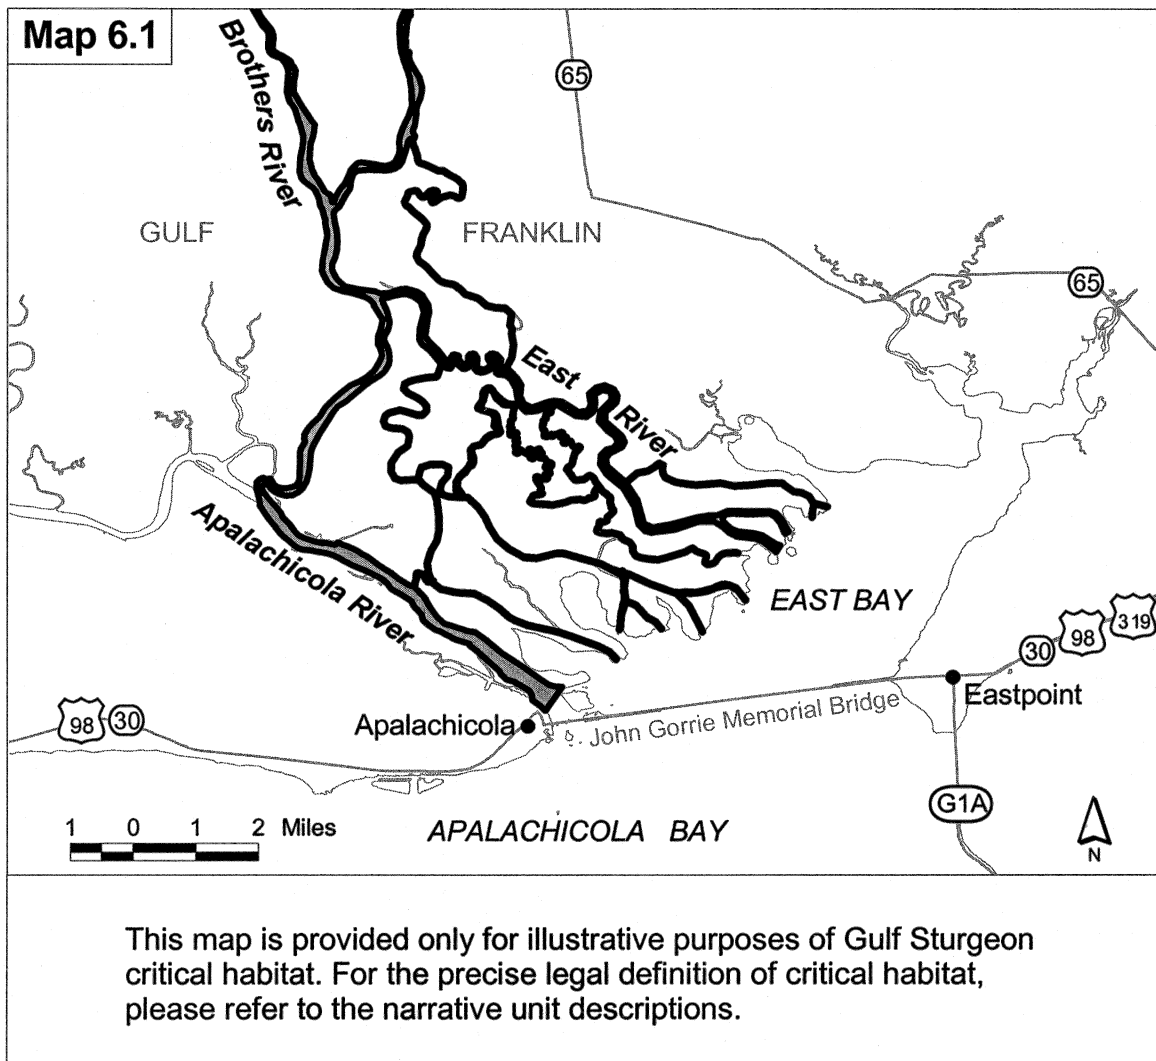 Map 6.1
Brothers River
65
GULF
FRANKLIN
65
East River
Apalachicola River
EAST BAY
319
98
30
Eastpoint
Apalachicola
John Gorrie Memorial Bridge
98
30
G1A
1 0 1 2 Miles
APALACHICOLA BAY
N
This map is provided only for illustrative purposes of Gulf Sturgeon
critical habitat. For the precise legal definition of critical habitat,
please refer to the narrative unit descriptions.